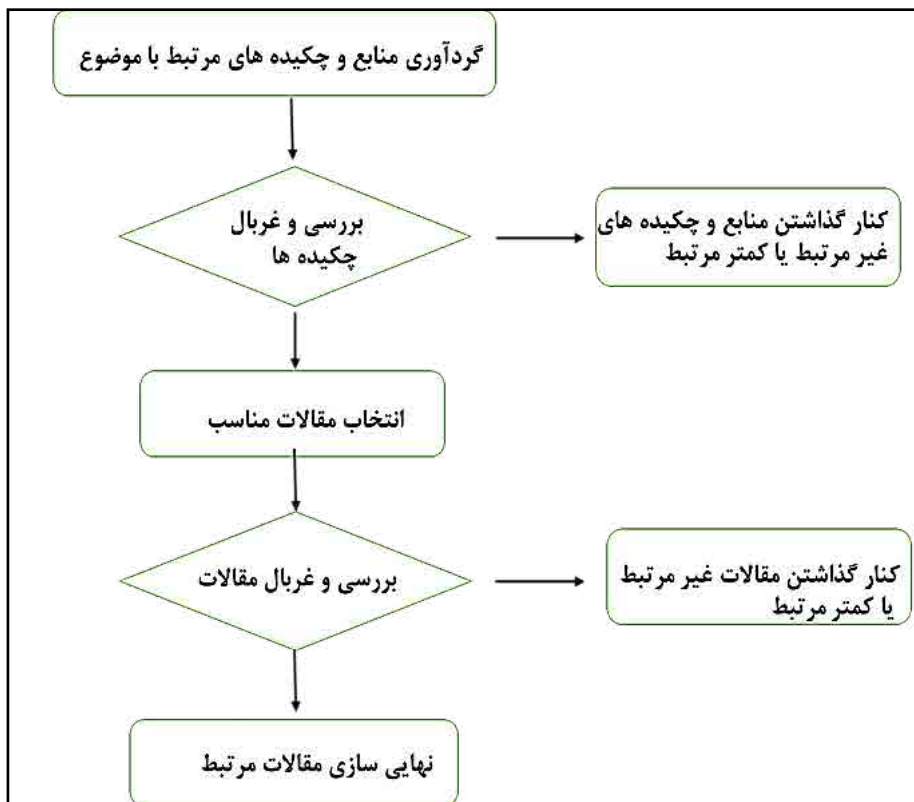 گردآوری منابع و چکیده های مرتبط با موضوع
بررسی و غربال
چکیده ها
کنار گذاشتن منابع و چکیده های
غیر مرتبط یا کمتر مرتبط
انتخاب مقالات مناسب
بررسی و غربال مقالات
کنار گذاشتن مقالات غیر مرتبط
یا کمتر مرتبط
نهایی سازی مقالات مرتبط